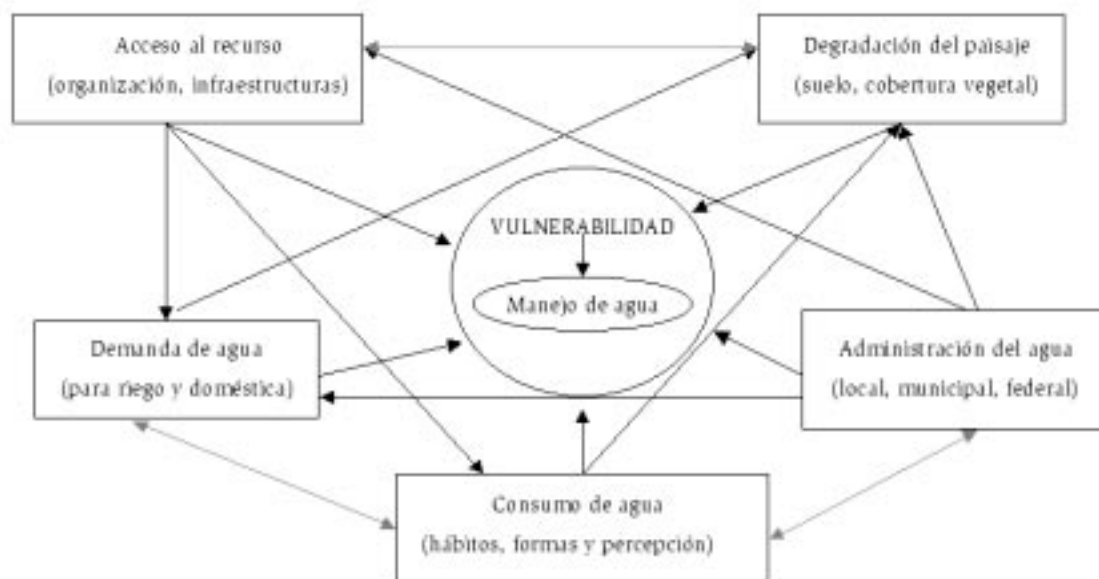 Acceso al recurso
(organización, infraestructuras)
Degradación del paisaje
(suelo, cobertura vegetal)
VULNERABILIDAD
Manejo de agua
Demanda de agua
(para riego y doméstica)
Administración del agua
(local, municipal, federal)
Consumo de agua
(hábitos, formas y percepción)